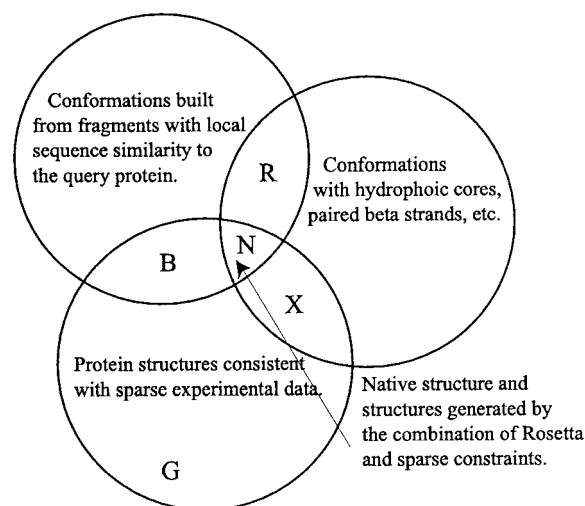 Conformations built
from fragments with local
sequence similarity to
the query protein.
R
Conformations
with hydrophoic cores,
paired beta strands, etc.
N
B
X
Protein structures consistent
with sparse experimental data.
Native structure and
structures generated by
the combination of Rosetta
and sparse constraints.
G